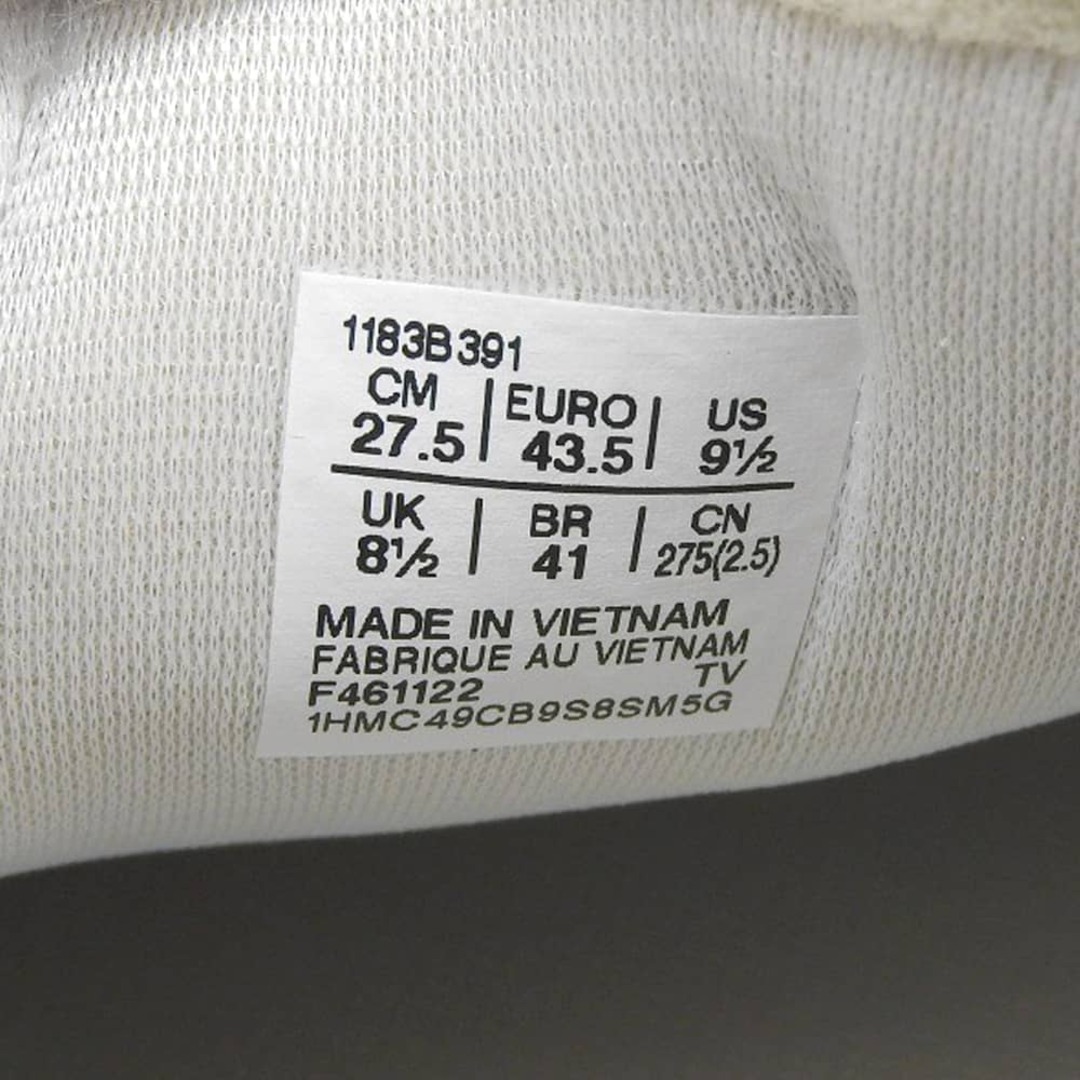 1183B391
CM | EURO | US
27.5 | 43.5 | 9½
UK | BR | CN
8½ | 41 | 275(2.5)
MADE IN VIETNAM
FABRIQUE AU VIETNAM
F461122 TV
1HMC49CB9S8SM5G